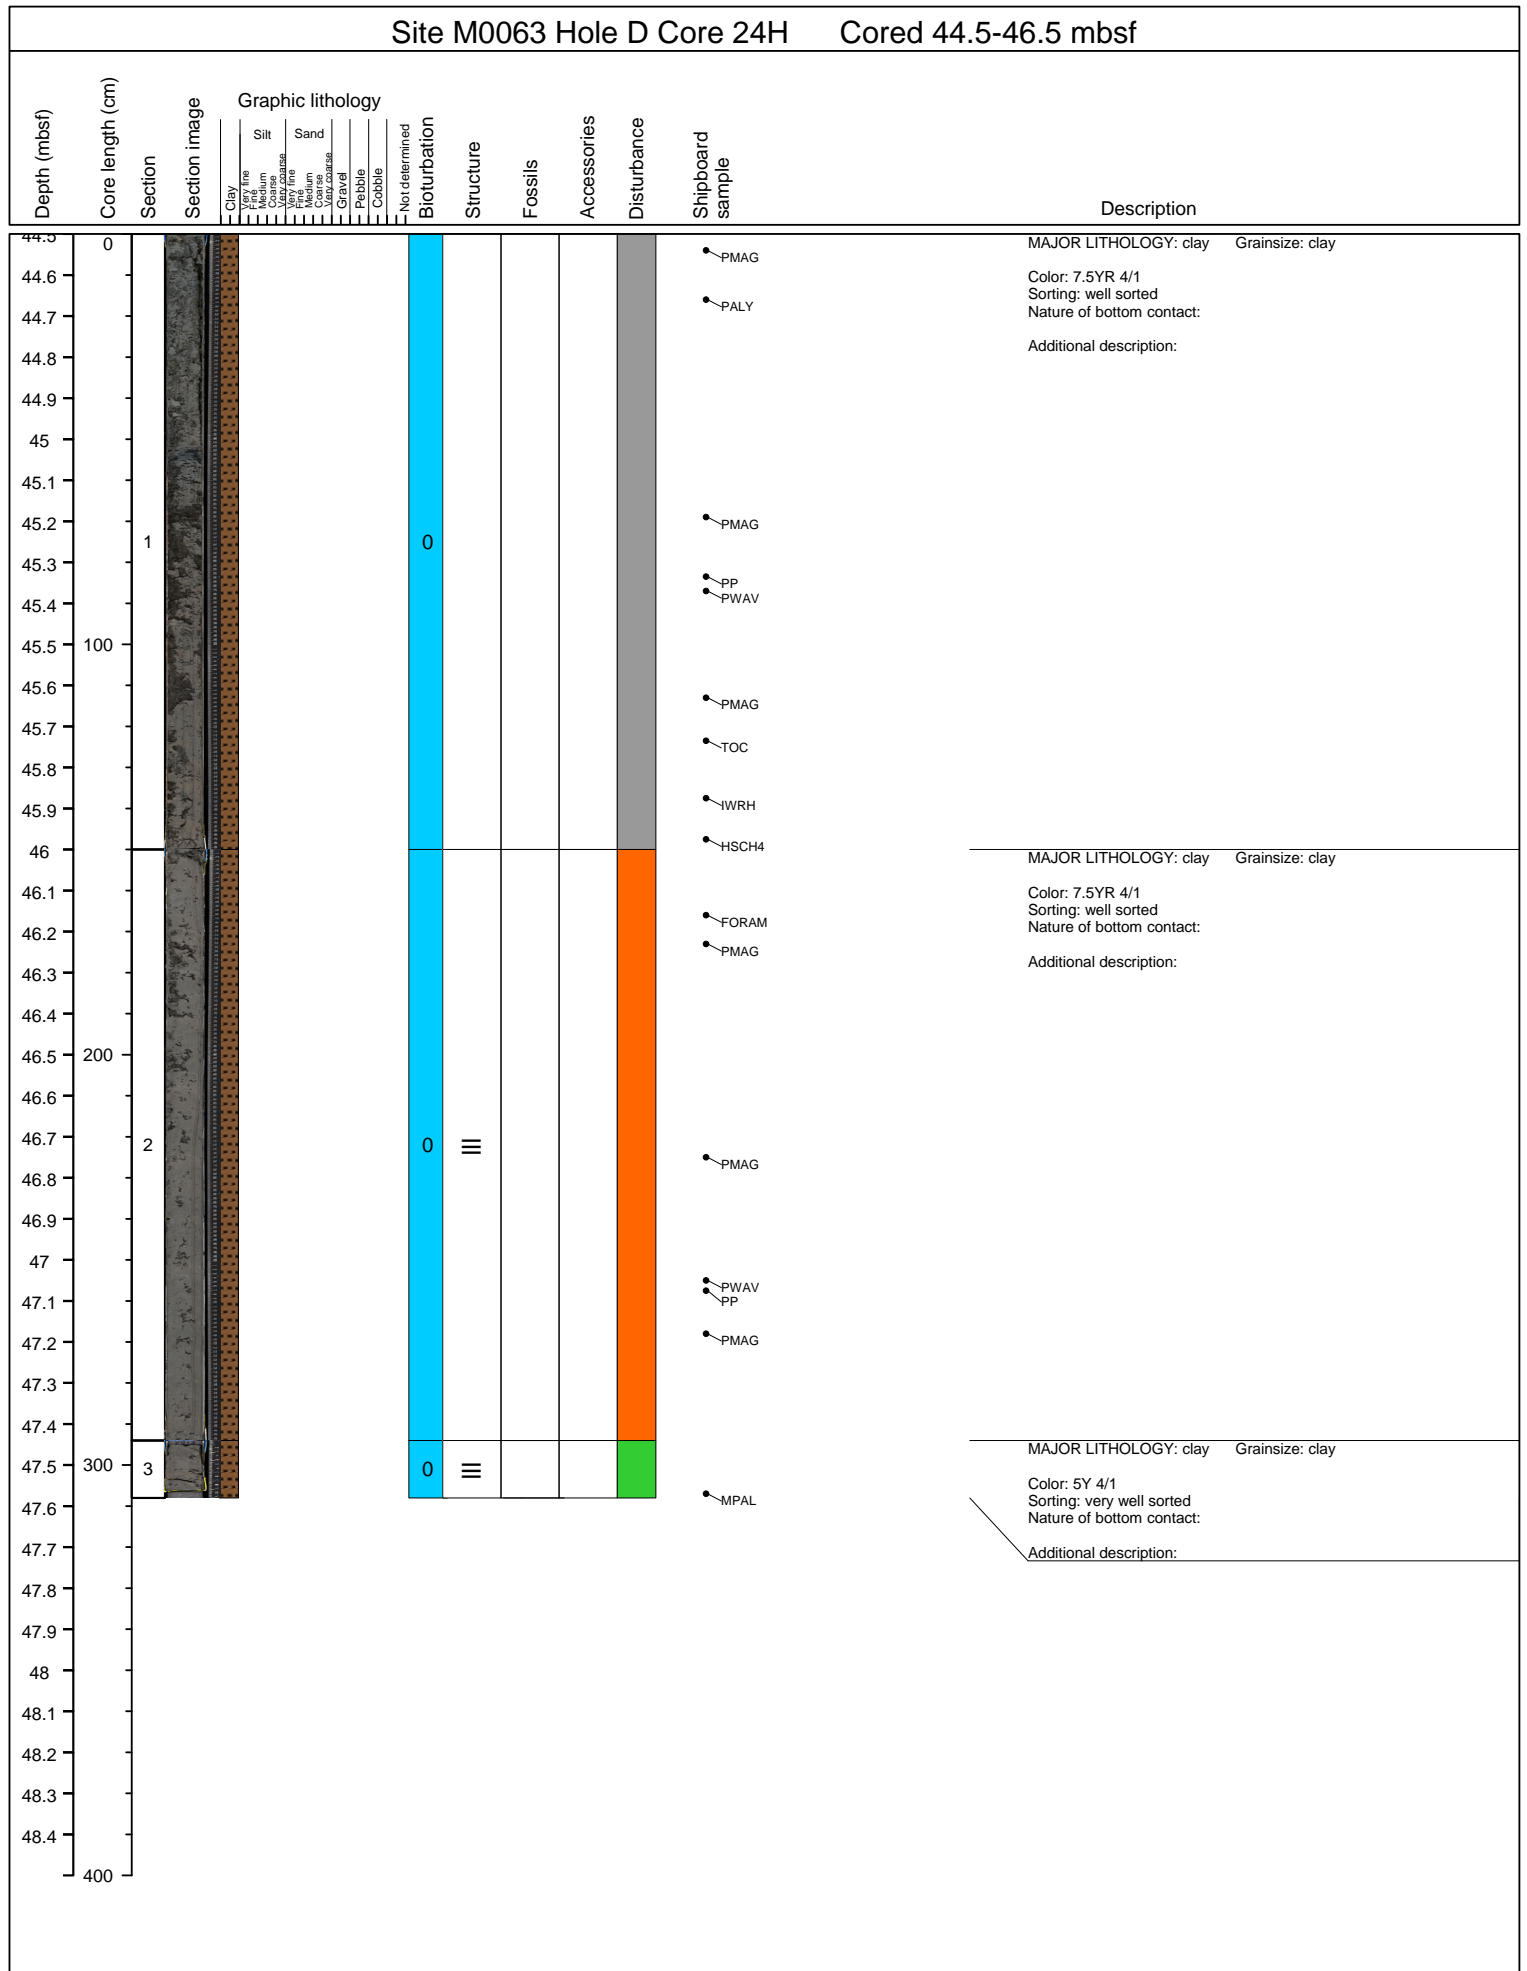 Site M0063 Hole D Core 24H Cored 44.5-46.5 mbsf
Depth (mbsf)
Core length (cm)
Section
Section image
Graphic lithology
Clay
Silt
Very fine
Fine
Medium
Coarse
Very coarse
Sand
Very fine
Fine
Medium
Coarse
Very coarse
Gravel
Pebble
Cobble
Not determined
Bioturbation
Structure
Fossils
Accessories
Disturbance
Shipboard
sample
Description
44.5
44.6
44.7
44.8
44.9
45
45.1
45.2
45.3
45.4
45.5
45.6
45.7
45.8
45.9
46
46.1
46.2
46.3
46.4
46.5
46.6
46.7
46.8
46.9
47
47.1
47.2
47.3
47.4
47.5
47.6
47.7
47.8
47.9
48
48.1
48.2
48.3
48.4
0
100
200
300
400
1
2
3
0
0
0
PMAG
PALY
PMAG
PP
PWAV
PMAG
TOC
IWRH
HSCH4
FORAM
PMAG
PMAG
PWAV
PP
PMAG
MPAL
MAJOR LITHOLOGY: clay Grainsize: clay
Color: 7.5YR 4/1
Sorting: well sorted
Nature of bottom contact:
Additional description:
MAJOR LITHOLOGY: clay Grainsize: clay
Color: 7.5YR 4/1
Sorting: well sorted
Nature of bottom contact:
Additional description:
MAJOR LITHOLOGY: clay Grainsize: clay
Color: 5Y 4/1
Sorting: very well sorted
Nature of bottom contact:
Additional description: